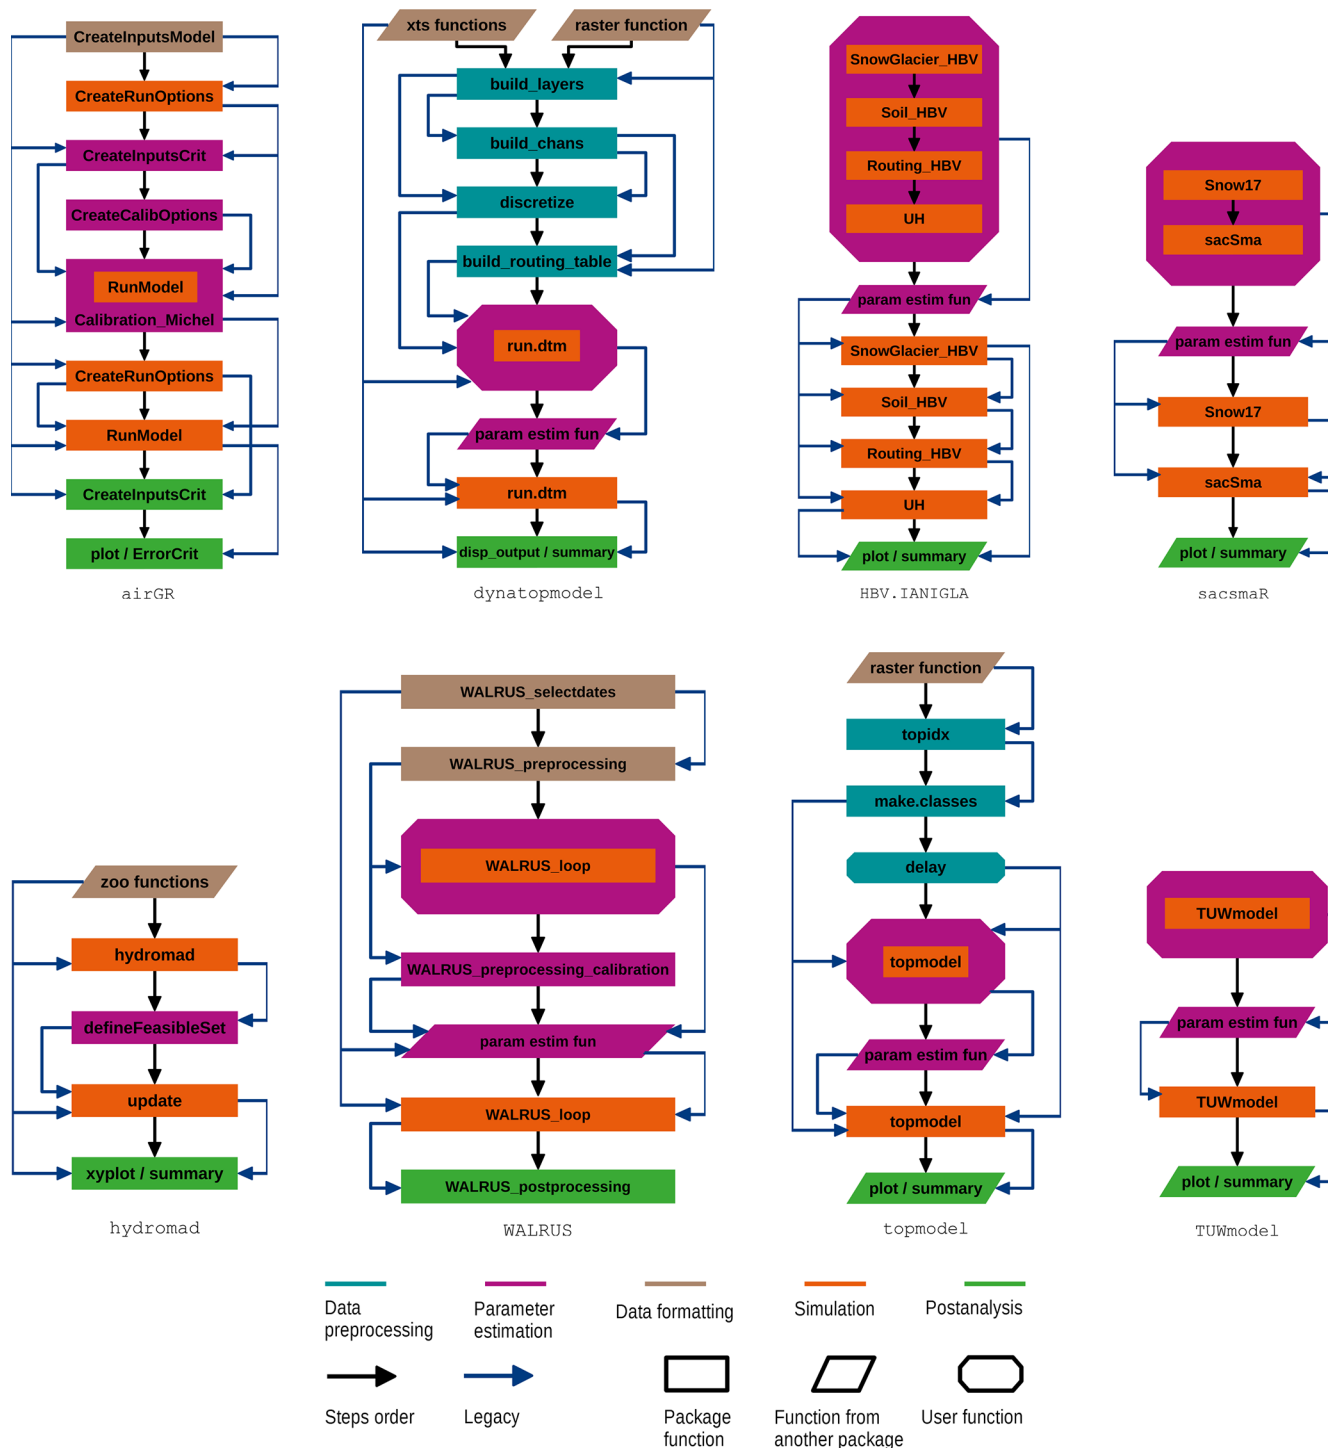 CreateInputsModel
CreateRunOptions
CreateInputsCrit
CreateCalibOptions
RunModel
Calibration_Michel
CreateRunOptions
RunModel
CreateInputsCrit
plot / ErrorCrit
airGR
xts functions
raster function
build_layers
build_chans
discretize
build_routing_table
run.dtm
param estim fun
run.dtm
disp_output / summary
dynatopmodel
SnowGlacier_HBV
Soil_HBV
Routing_HBV
UH
param estim fun
SnowGlacier_HBV
Soil_HBV
Routing_HBV
UH
plot / summary
HBV.IANIGLA
Snow17
sacSma
param estim fun
Snow17
sacSma
plot / summary
sacsmaR
zoo functions
hydromad
defineFeasibleSet
update
xyplot / summary
hydromad
WALRUS_selectdates
WALRUS_preprocessing
WALRUS_loop
WALRUS_preprocessing_calibration
param estim fun
WALRUS_loop
WALRUS_postprocessing
WALRUS
raster function
topidx
make.classes
delay
topmodel
param estim fun
topmodel
plot / summary
topmodel
TUWmodel
param estim fun
TUWmodel
plot / summary
TUWmodel
Data
preprocessing
Parameter
estimation
Data formatting
Simulation
Postanalysis
Steps order
Legacy
Package
function
Function from
another package
User function